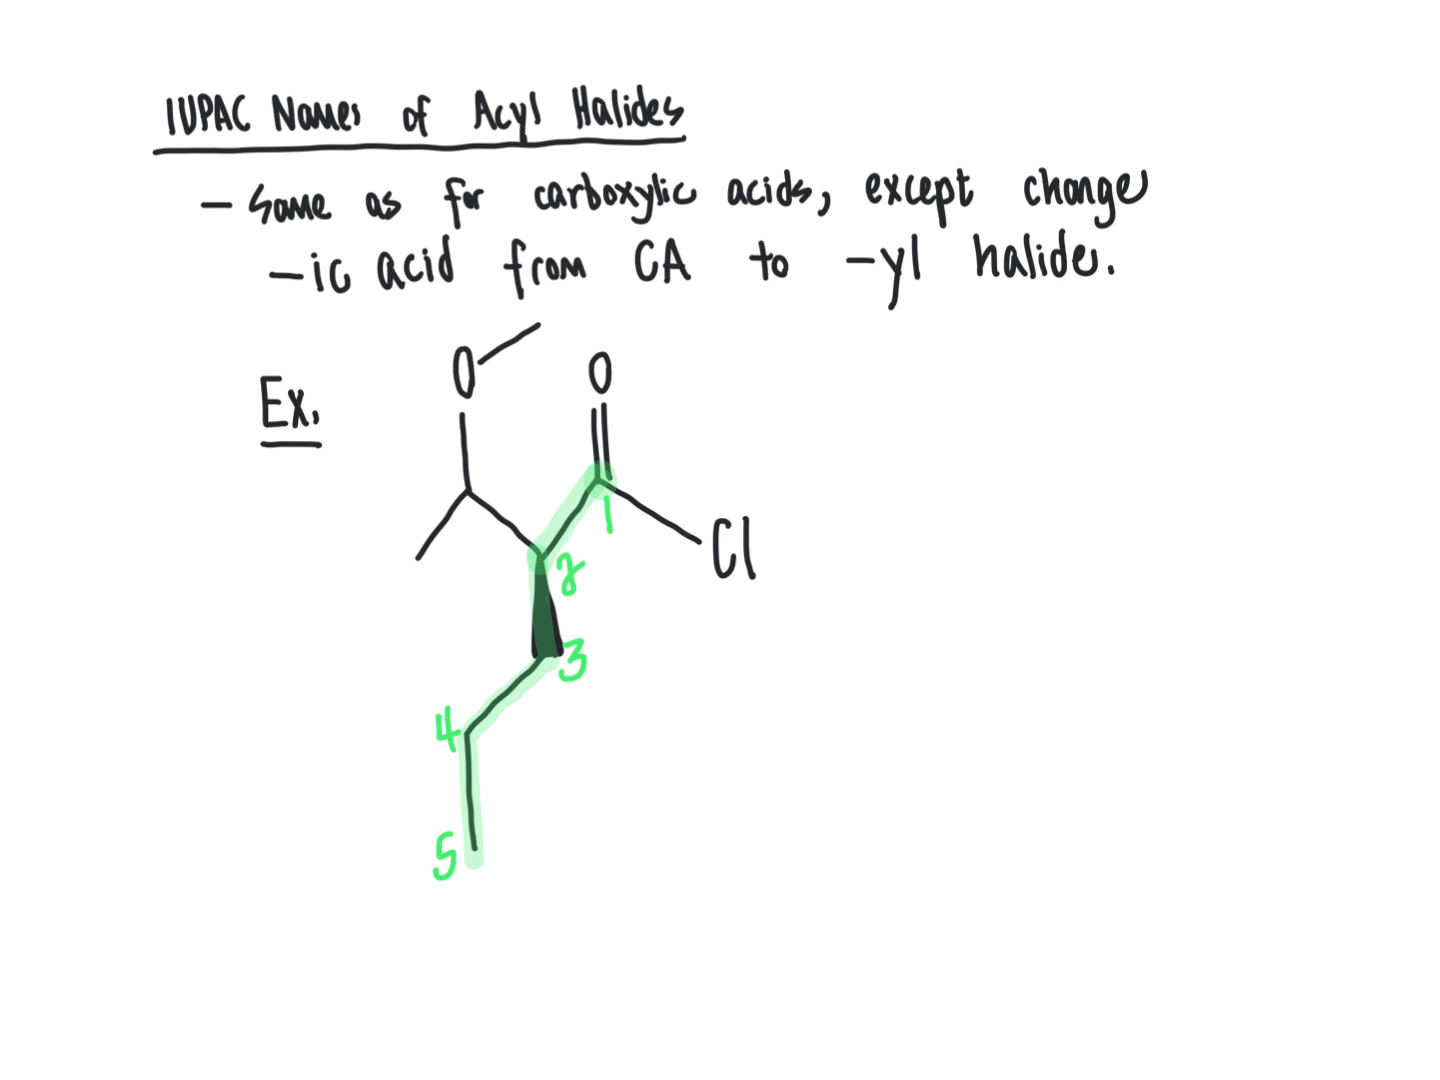 IUPAC Names of Acyl Halides
- Same as for carboxylic acids, except change
-ic acid from CA to -yl halide.
Ex.
O
O
Cl
1
2
3
4
5